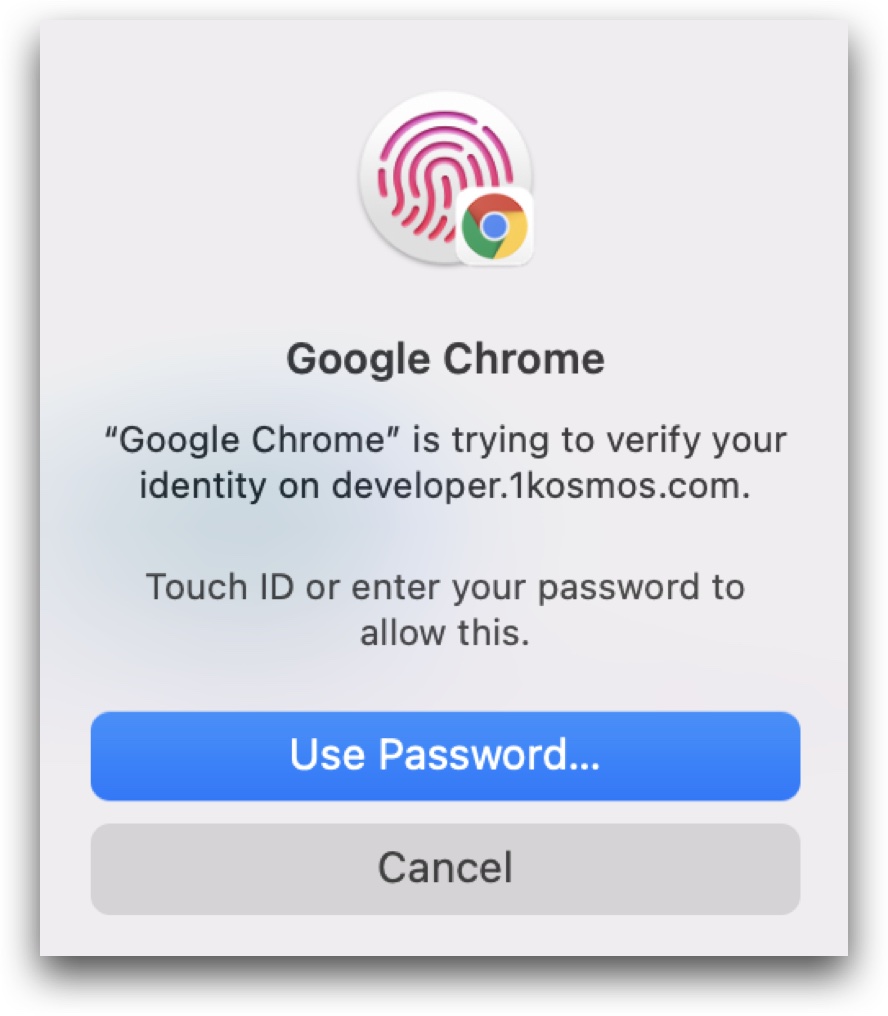 Google Chrome
“Google Chrome” is trying to verify your
identity on developer.1kosmos.com.
Touch ID or enter your password to
allow this.
Use Password...
Cancel